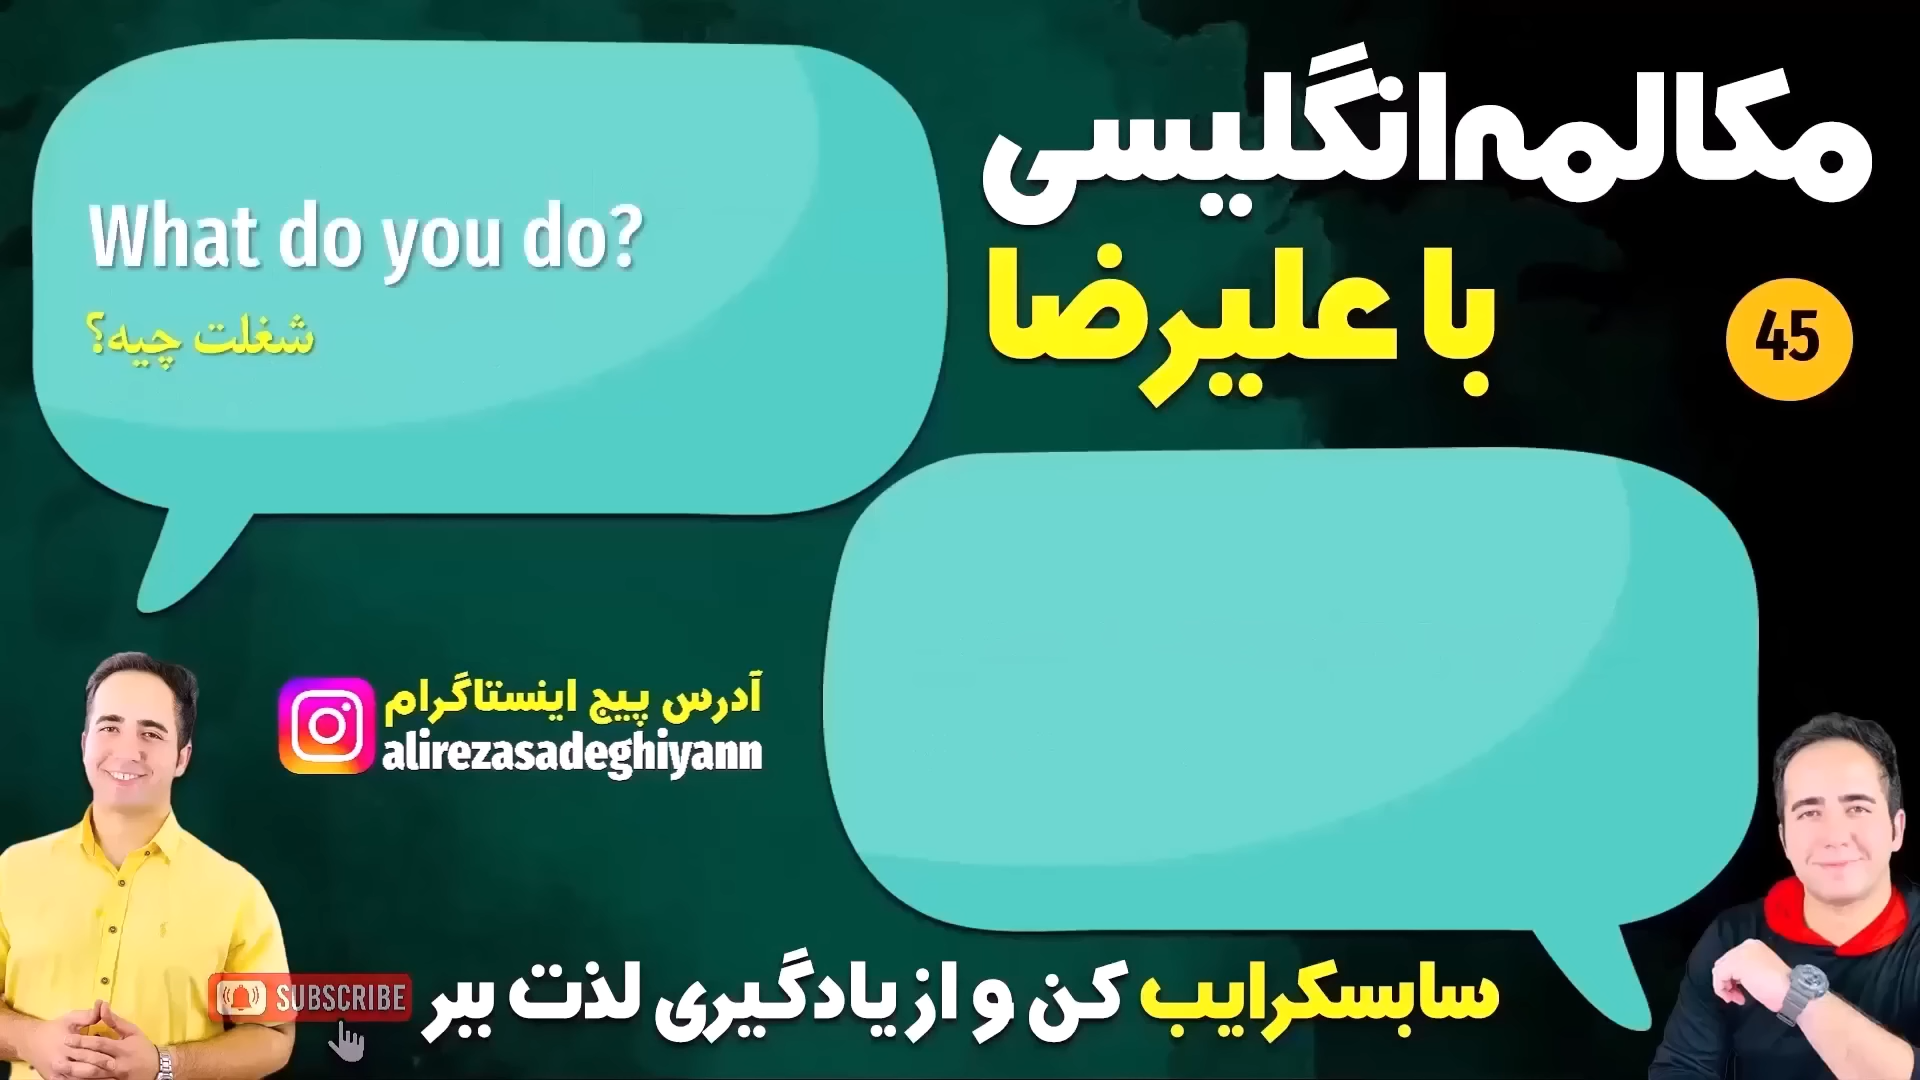 What do you do?
شغلت چیه؟
مکالمه انگلیسی
با علیرضا
45
آدرس پیج اینستاگرام
alirezasadeghiyann
SUBSCRIBE
سابسکرایب کن و از یادگیری لذت ببر